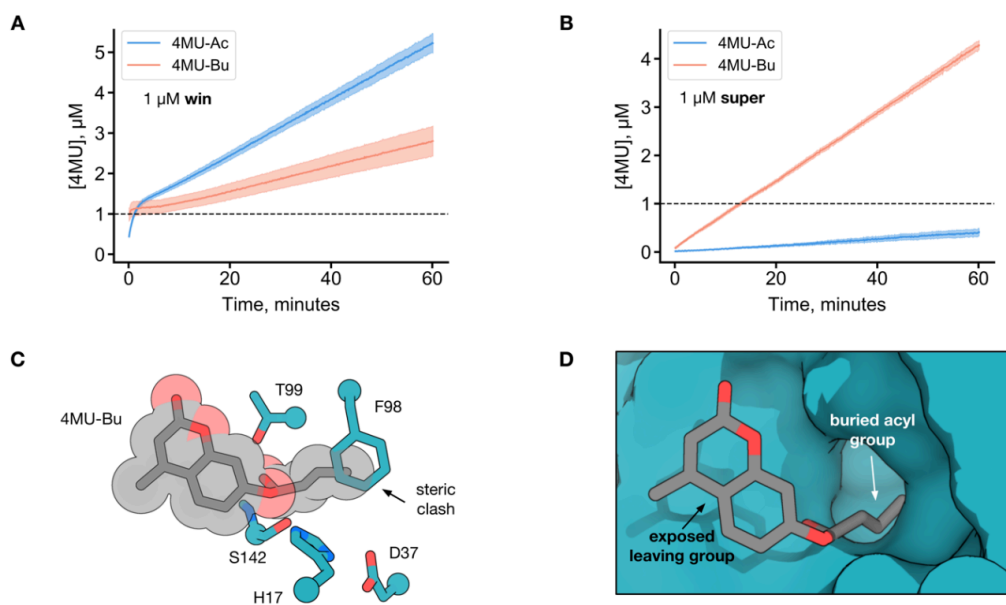 A
4MU-Ac
4MU-Bu
1 µM win
[4MU], µM
5
4
3
2
1
0
0 20 40 60
Time, minutes
B
4MU-Ac
4MU-Bu
1 µM super
[4MU], µM
4
3
2
1
0
0 20 40 60
Time, minutes
C
4MU-Bu
T99
F98
steric
clash
S142
H17
D37
D
buried acyl
group
exposed
leaving group